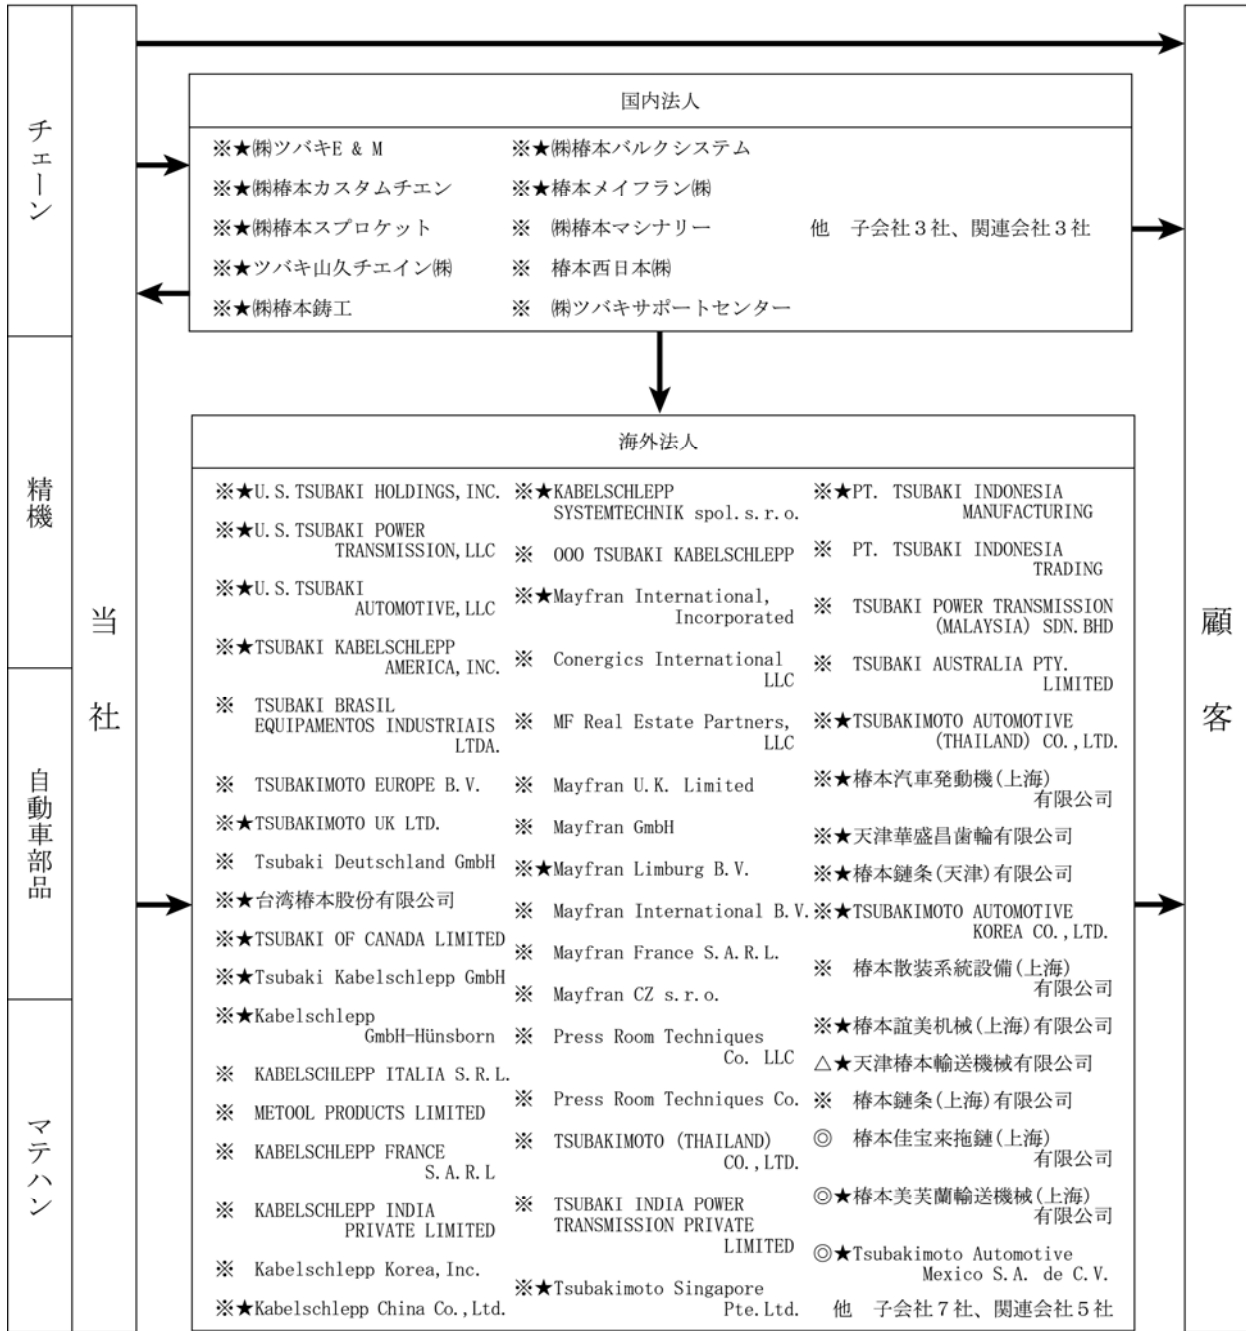 チェーン
精機
自動車部品
マテハン
当社
国内法人
※★㈱ツバキE & M
※★㈱椿本カスタムチエン
※★㈱椿本スプロケット
※★ツバキ山久チエイン㈱
※★㈱椿本鋳工
※★㈱椿本バルクシステム
※★椿本メイフラン㈱
※ ㈱椿本マシナリー
※ 椿本西日本㈱
※ ㈱ツバキサポートセンター
他 子会社3社、関連会社3社
海外法人
※★U.S.TSUBAKI HOLDINGS,INC.
※★U.S.TSUBAKI POWER
TRANSMISSION,LLC
※★U.S.TSUBAKI
AUTOMOTIVE,LLC
※★TSUBAKI KABELSCHLEPP
AMERICA,INC.
※ TSUBAKI BRASIL
EQUIPAMENTOS INDUSTRIAIS
LTDA.
※ TSUBAKIMOTO EUROPE B.V.
※★TSUBAKIMOTO UK LTD.
※ Tsubaki Deutschland GmbH
※★台湾椿本股份有限公司
※★TSUBAKI OF CANADA LIMITED
※★Tsubaki Kabelschlepp GmbH
※★Kabelschlepp
GmbH-Hünsborn
※ KABELSCHLEPP ITALIA S.R.L.
※ METOOL PRODUCTS LIMITED
※ KABELSCHLEPP FRANCE
S.A.R.L
※ KABELSCHLEPP INDIA
PRIVATE LIMITED
※ Kabelschlepp Korea,Inc.
※★Kabelschlepp China Co.,Ltd.
※★KABELSCHLEPP
SYSTEMTECHNIK spol.s.r.o.
※ OOO TSUBAKI KABELSCHLEPP
※★Mayfran International,
Incorporated
※ Conergics International
LLC
※ MF Real Estate Partners,
LLC
※ Mayfran U.K. Limited
※ Mayfran GmbH
※★Mayfran Limburg B.V.
※ Mayfran International B.V.
※ Mayfran France S.A.R.L.
※ Mayfran CZ s.r.o.
※ Press Room Techniques
Co. LLC
※ Press Room Techniques Co.
※ TSUBAKIMOTO (THAILAND)
CO.,LTD.
※ TSUBAKI INDIA POWER
TRANSMISSION PRIVATE
LIMITED
※★Tsubakimoto Singapore
Pte.Ltd.
※★PT. TSUBAKI INDONESIA
MANUFACTURING
※ PT. TSUBAKI INDONESIA
TRADING
※ TSUBAKI POWER TRANSMISSION
(MALAYSIA) SDN.BHD
※ TSUBAKI AUSTRALIA PTY.
LIMITED
※★TSUBAKIMOTO AUTOMOTIVE
(THAILAND) CO.,LTD.
※★椿本汽車発動機(上海)
有限公司
※★天津華盛昌歯輪有限公司
※★椿本鏈条(天津)有限公司
※★TSUBAKIMOTO AUTOMOTIVE
KOREA CO.,LTD.
※ 椿本散装系統設備(上海)
有限公司
※★椿本誼美机械(上海)有限公司
△★天津椿本輸送機械有限公司
※ 椿本鏈条(上海)有限公司
◎ 椿本佳宝来拖鏈(上海)
有限公司
◎★椿本美芙蘭輸送機械(上海)
有限公司
◎★Tsubakimoto Automotive
Mexico S.A. de C.V.
他 子会社7社、関連会社5社
顧客